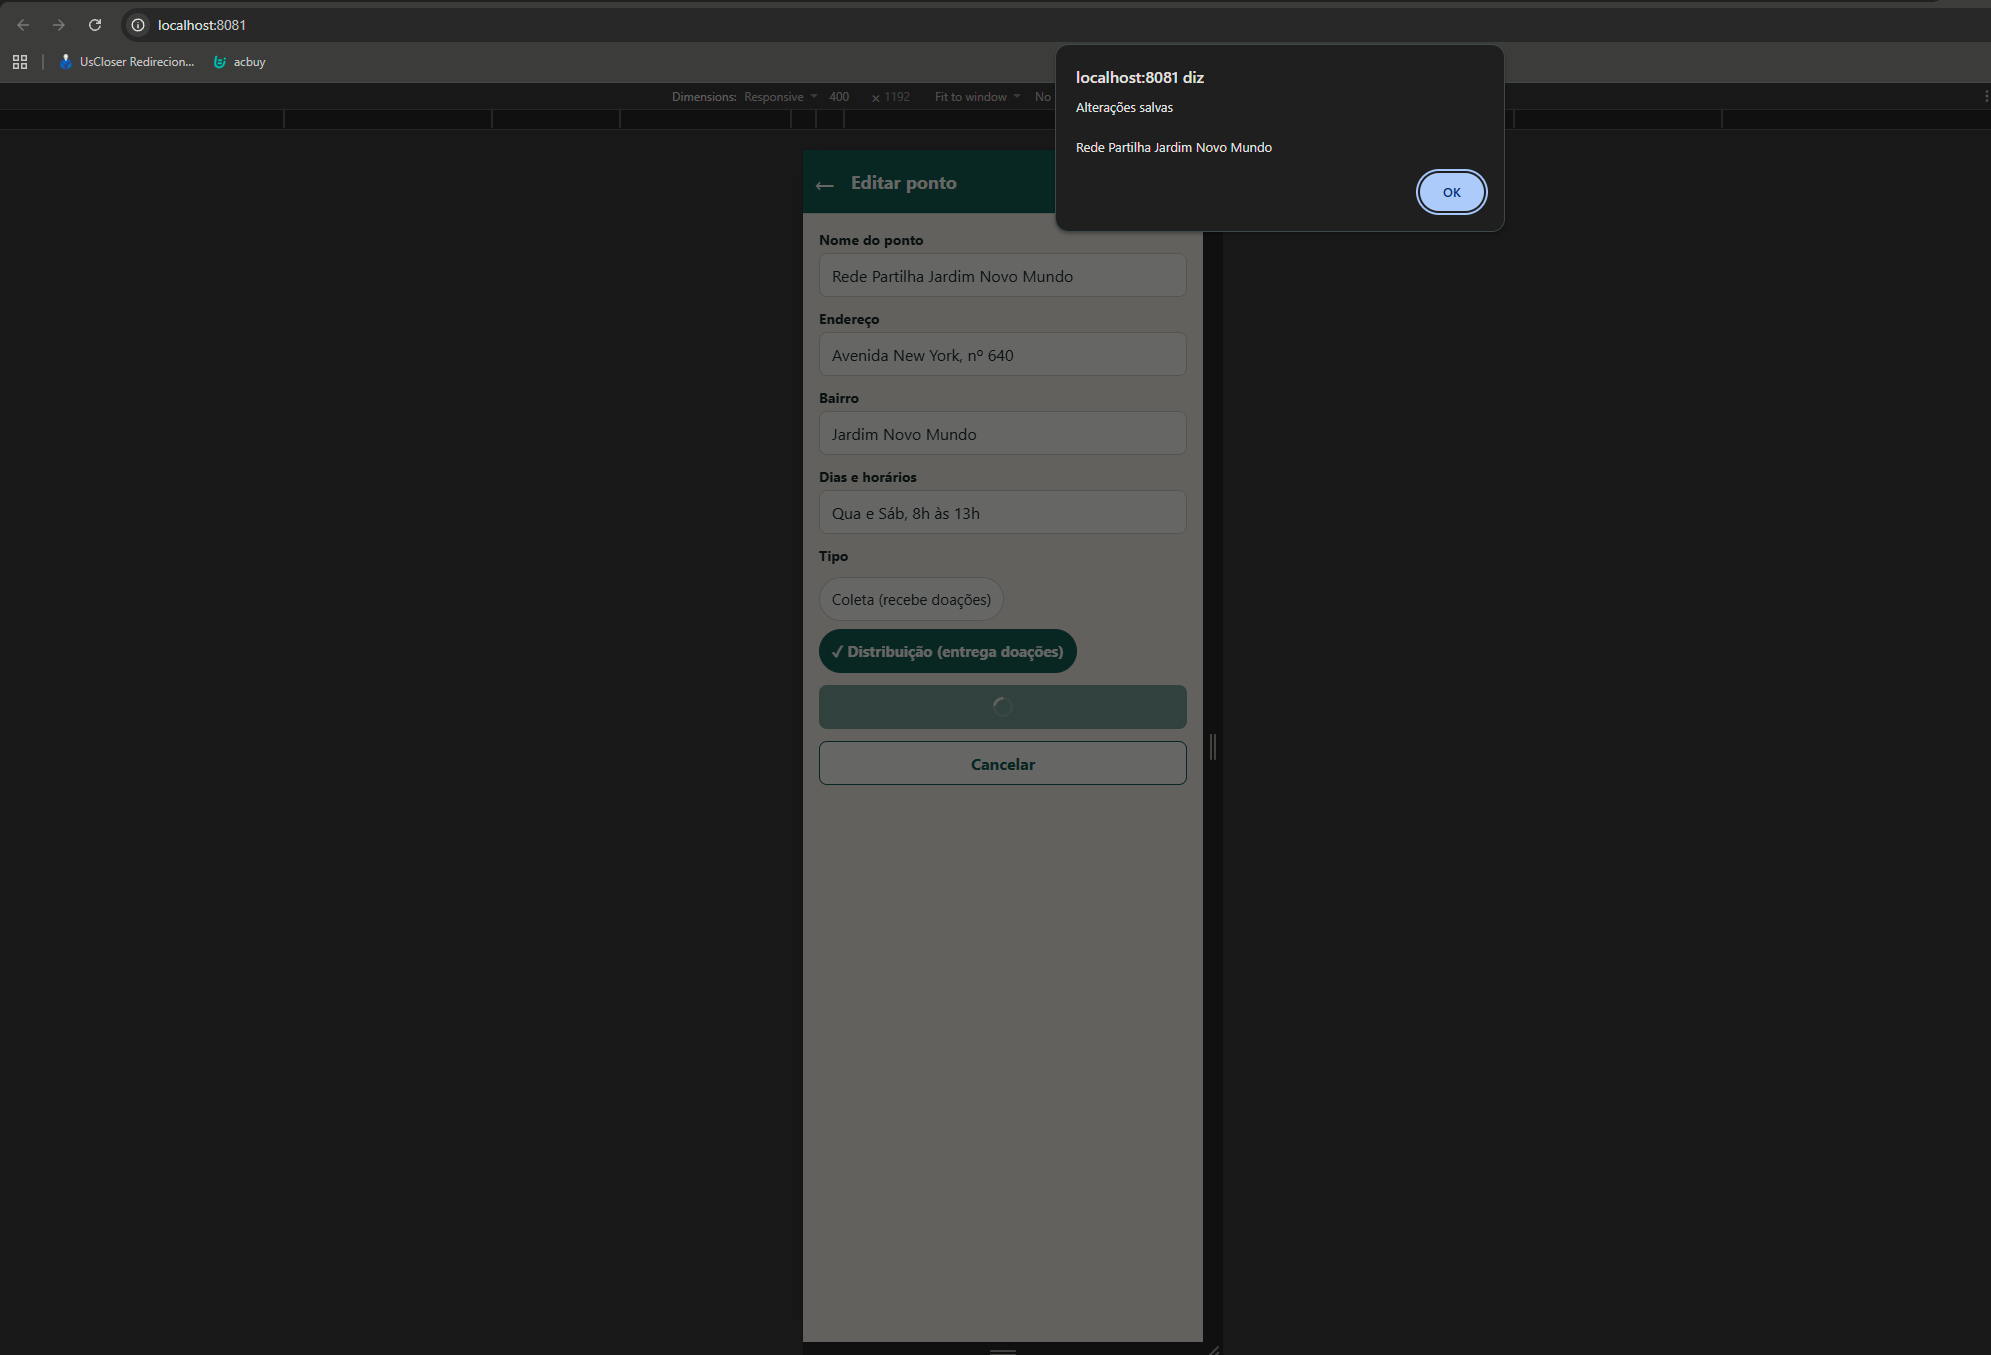 localhost:8081
UsCloser Redirecion...
acbuy
Dimensions: Responsive 400 × 1192 Fit to window No
localhost:8081 diz
Alterações salvas
Rede Partilha Jardim Novo Mundo
OK
← Editar ponto
Nome do ponto
Rede Partilha Jardim Novo Mundo
Endereço
Avenida New York, nº 640
Bairro
Jardim Novo Mundo
Dias e horários
Qua e Sáb, 8h às 13h
Tipo
Coleta (recebe doações)
✓ Distribuição (entrega doações)
Cancelar